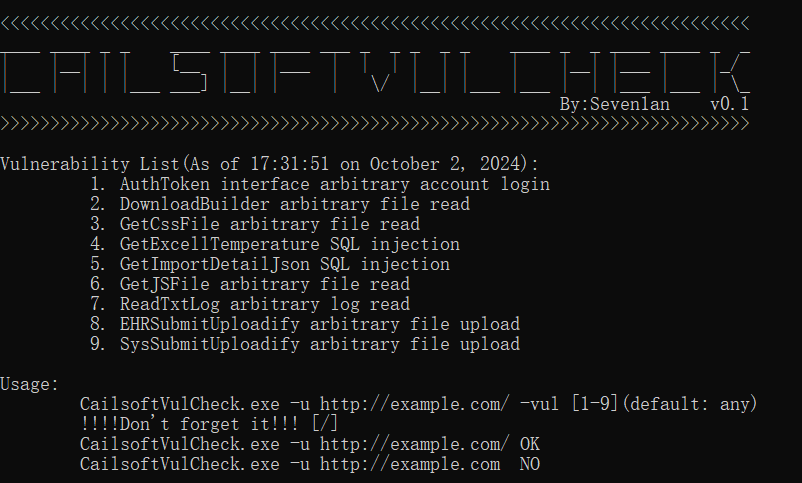 CAILSOFTVULCHECK
By:Sevenlan    v0.1
Vulnerability List(As of 17:31:51 on October 2, 2024):
1. AuthToken interface arbitrary account login
2. DownloadBuilder arbitrary file read
3. GetCssFile arbitrary file read
4. GetExcellTemperature SQL injection
5. GetImportDetailJson SQL injection
6. GetJSFile arbitrary file read
7. ReadTxtLog arbitrary log read
8. EHRSubmitUploadify arbitrary file upload
9. SysSubmitUploadify arbitrary file upload
Usage:
CailsoftVulCheck.exe -u http://example.com/ -vul [1-9](default: any)
!!!!Don't forget it!!! [/]
CailsoftVulCheck.exe -u http://example.com/ OK
CailsoftVulCheck.exe -u http://example.com  NO